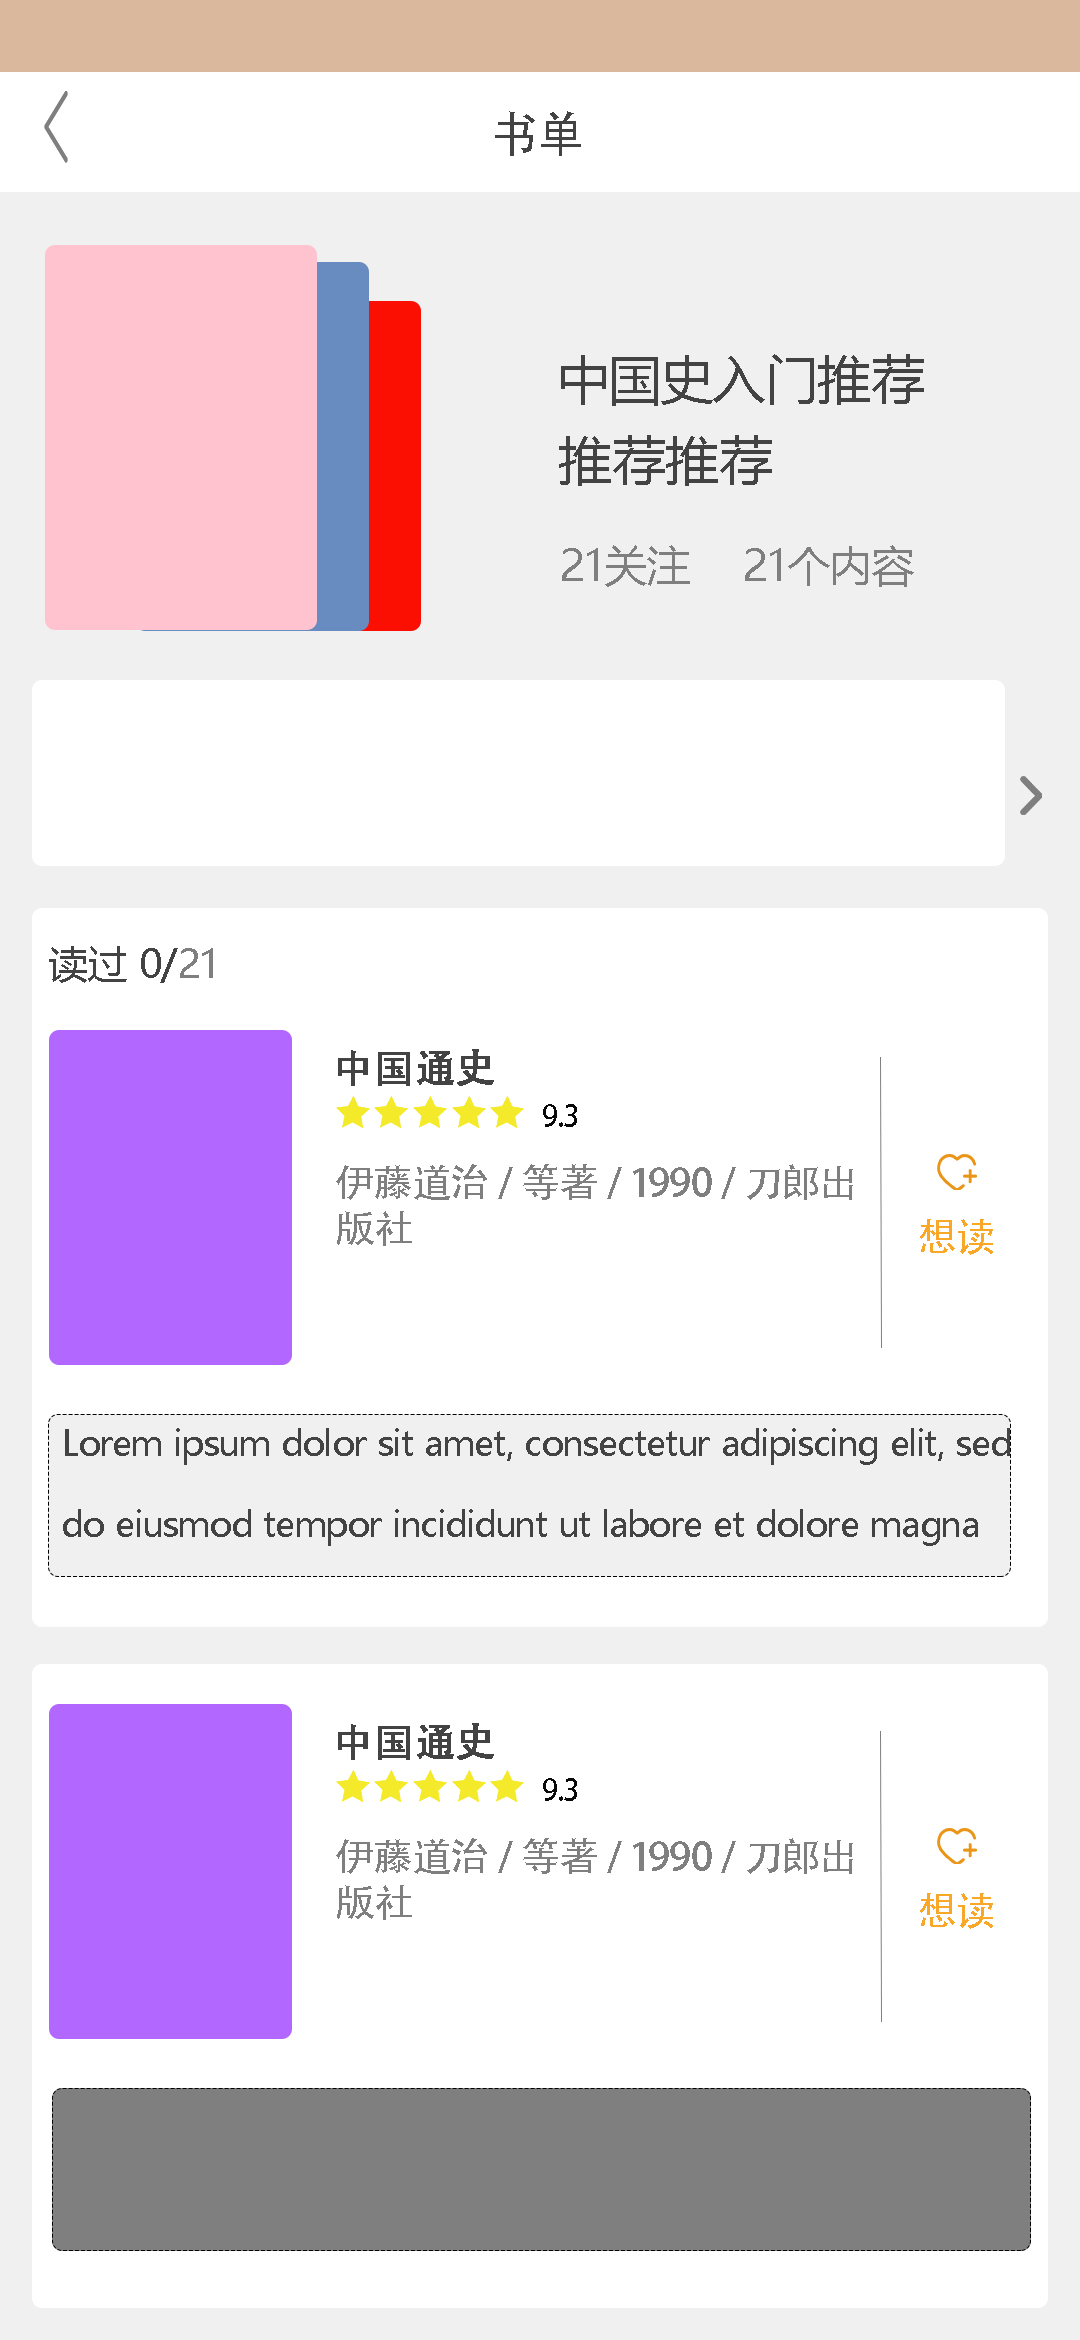 书单
中国史入门推荐
推荐推荐
21关注 21个内容
读过 0/21
中国通史
9.3
伊藤道治 / 等著 / 1990 / 刀郎出
版社
想读
Lorem ipsum dolor sit amet, consectetur adipiscing elit, sed
do eiusmod tempor incididunt ut labore et dolore magna
中国通史
9.3
伊藤道治 / 等著 / 1990 / 刀郎出
版社
想读